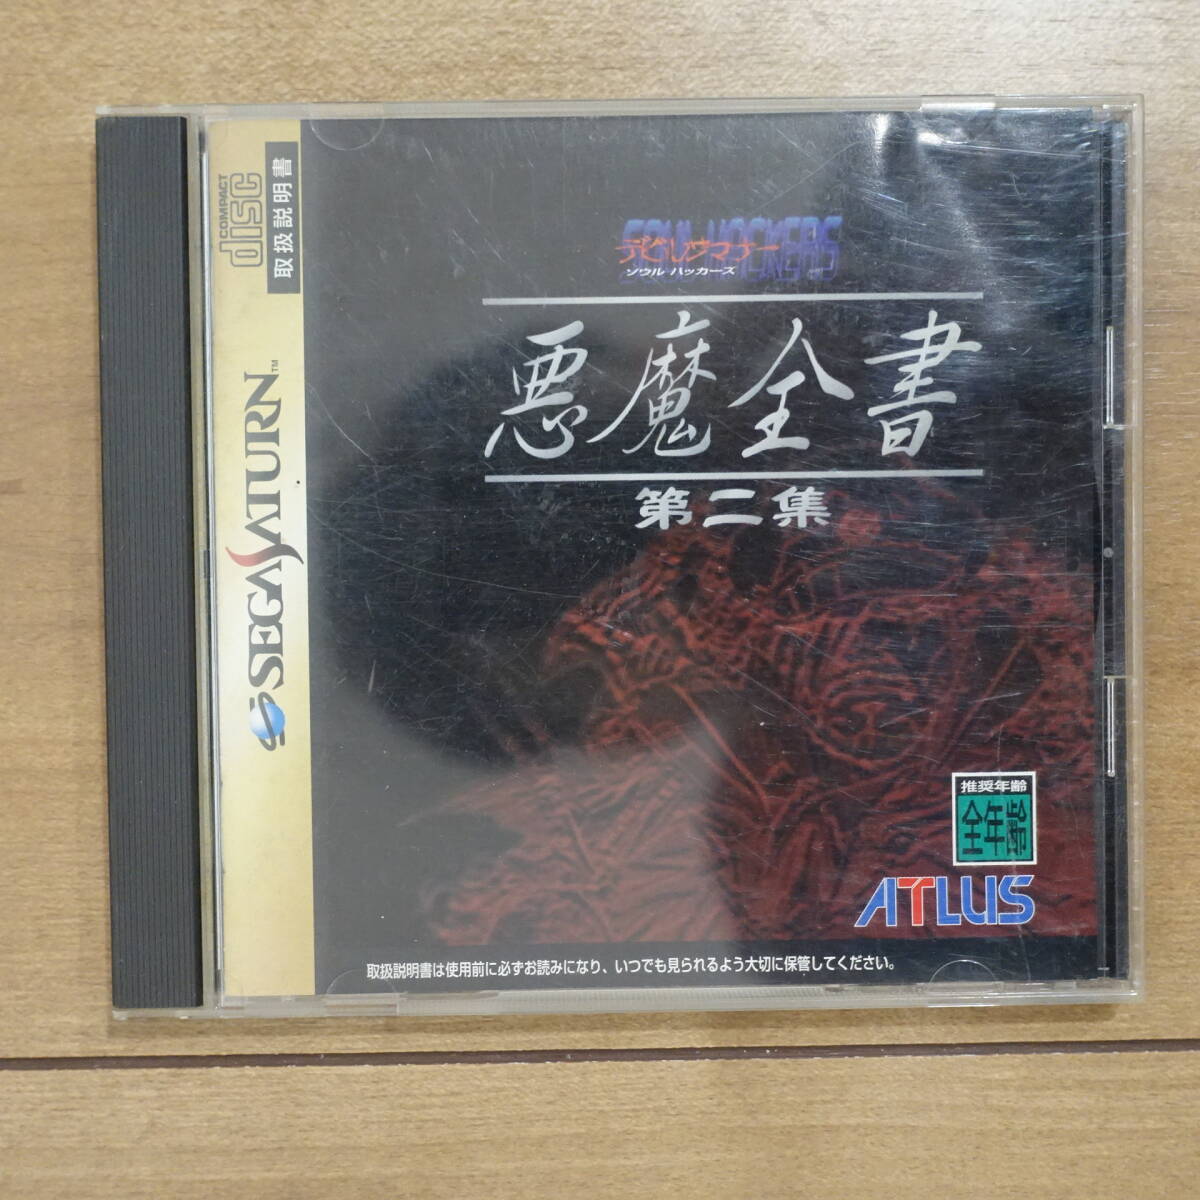 COMPACT
disc
取扱説明書
SEGA SATURN™
SOUL HACKERS
デビルサマナー
ソウルハッカーズ
悪魔全書
第二集
推奨年齢
全年齢
ATLUS
取扱説明書は使用前に必ずお読みになり、いつでも見られるよう大切に保管してください。